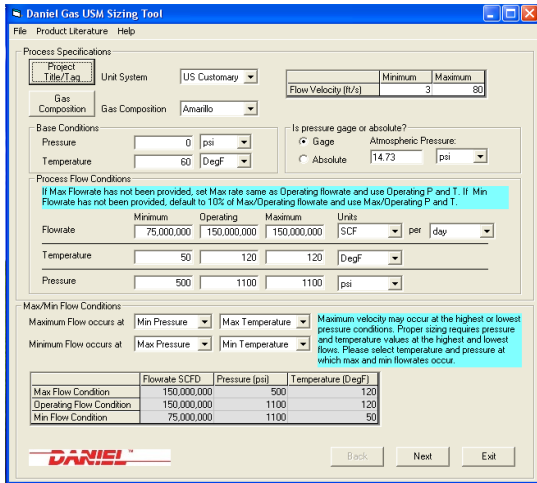 Daniel Gas USM Sizing Tool
File Product Literature Help
Process Specifications
Project Title/Tag
Unit System US Customary
Minimum Maximum
Flow Velocity (ft/s) 3 80
Gas Composition
Gas Composition Amarillo
Base Conditions
Pressure 0 psi
Temperature 60 DegF
Is pressure gage or absolute?
Gage Atmospheric Pressure:
Absolute 14.73 psi
Process Flow Conditions
If Max Flowrate has not been provided, set Max rate same as Operating flowrate and use Operating P and T. If Min
Flowrate has not been provided, default to 10% of Max/Operating flowrate and use Max/Operating P and T.
Minimum Operating Maximum Units
Flowrate 75,000,000 150,000,000 150,000,000 SCF per day
Temperature 50 120 120 DegF
Pressure 500 1100 1100 psi
Max/Min Flow Conditions
Maximum Flow occurs at Min Pressure Max Temperature
Minimum Flow occurs at Max Pressure Min Temperature
Maximum velocity may occur at the highest or lowest
pressure conditions. Proper sizing requires pressure
and temperature values at the highest and lowest
flows. Please select temperature and pressure at
which max and min flowrates occur.
Flowrate SCFD Pressure (psi) Temperature (DegF)
Max Flow Condition 150,000,000 500 120
Operating Flow Condition 150,000,000 1100 120
Min Flow Condition 75,000,000 1100 50
DANIEL™
Back Next Exit